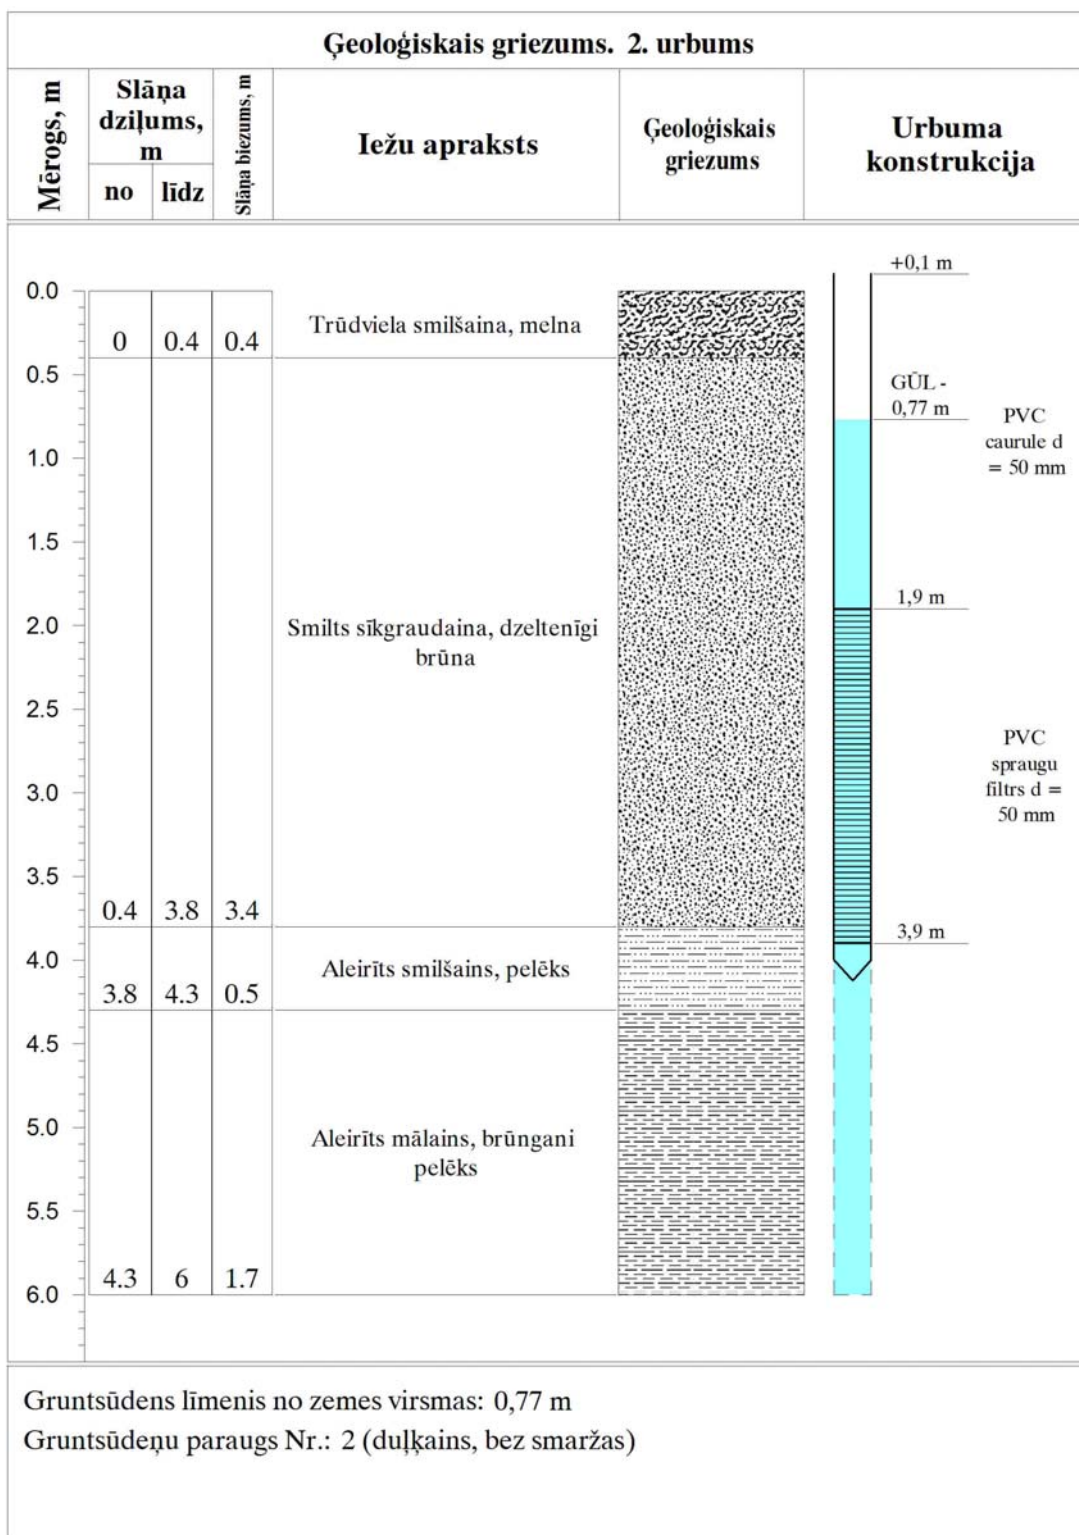 Ģeoloģiskais griezums. 2. urbums
Mērogs, m
Slāņa
dziļums,
m
no
līdz
Slāņa biezums, m
Iežu apraksts
Ģeoloģiskais
griezums
Urbuma
konstrukcija
+0,1 m
0.0
Trūdviela smilšaina, melna
0 0.4 0.4
0.5
GŪL -
0,77 m
PVC
caurule d
= 50 mm
1.0
1.5
1,9 m
2.0
Smilts sīkgraudaina, dzeltenīgi
brūna
2.5
PVC
spraugu
filtrs d =
50 mm
3.0
3.5
0.4 3.8 3.4
3,9 m
4.0
Aleirīts smilšains, pelēks
3.8 4.3 0.5
4.5
5.0
Aleirīts mālains, brūngani
pelēks
5.5
4.3 6 1.7
6.0
Gruntsūdens līmenis no zemes virsmas: 0,77 m
Gruntsūdeņu paraugs Nr.: 2 (duļķains, bez smaržas)